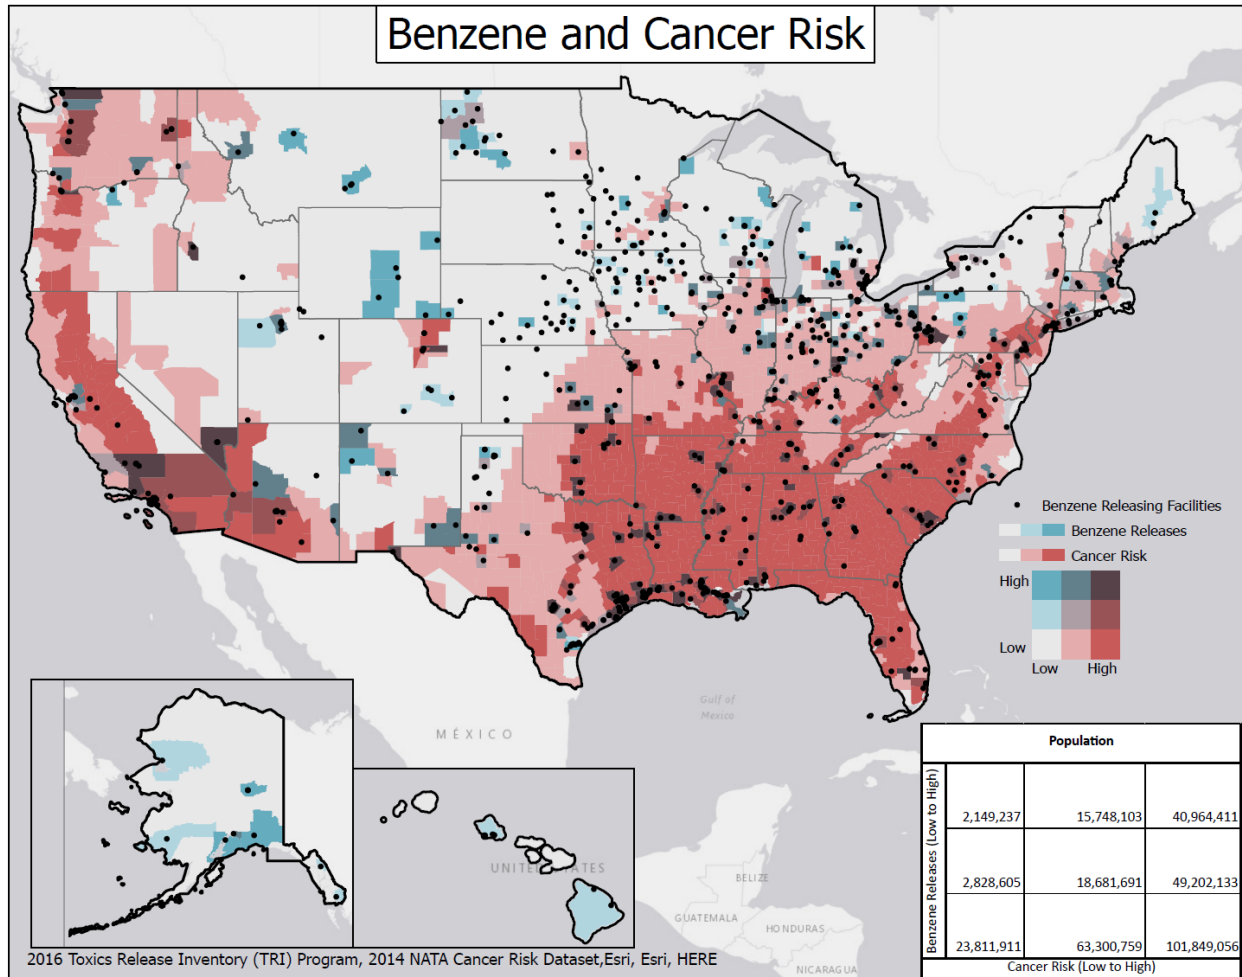 Benzene and Cancer Risk
Benzene Releasing Facilities
Benzene Releases
Cancer Risk
High
Low
Low High
Gulf of
Mexico
MÉXICO
UNITED STATES
BELIZE
GUATEMALA
HONDURAS
NICARAGUA
Population
Benzene Releases (Low to High)
2,149,237 15,748,103 40,964,411
2,828,605 18,681,691 49,202,133
23,811,911 63,300,759 101,849,056
Cancer Risk (Low to High)
2016 Toxics Release Inventory (TRI) Program, 2014 NATA Cancer Risk Dataset,Esri, Esri, HERE